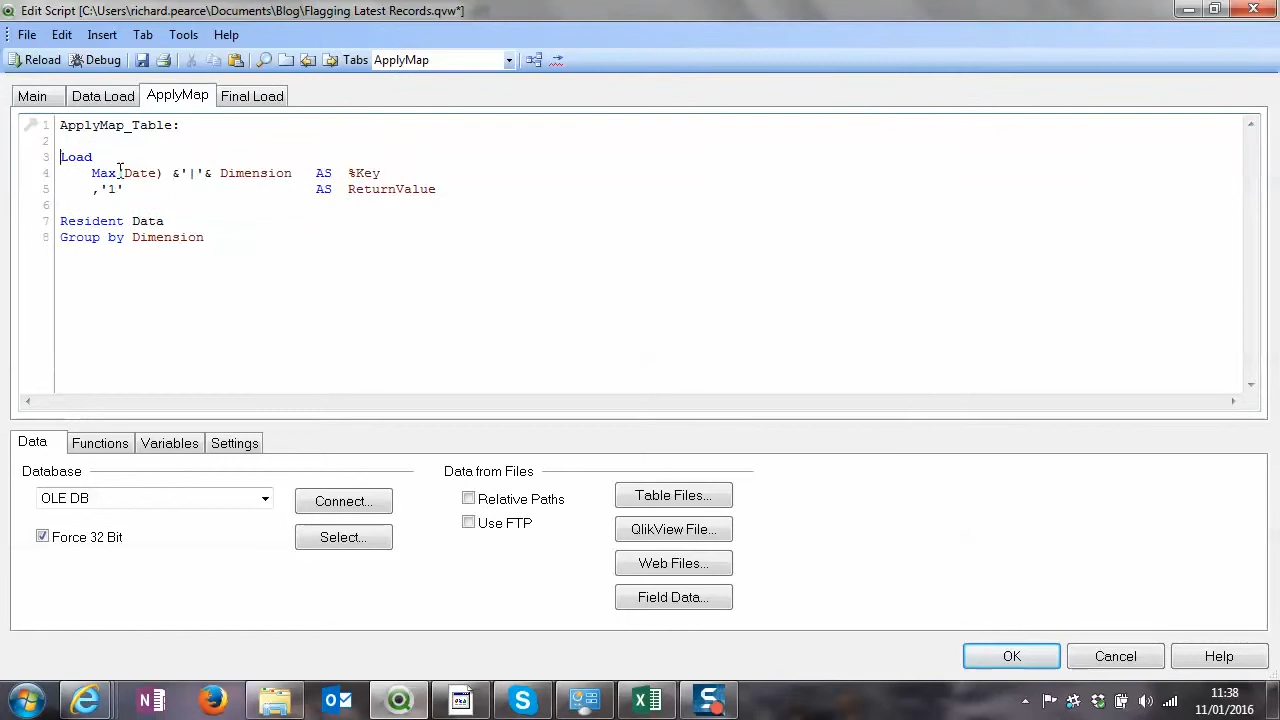 Edit Script [C:\Users\richard.pearce\Documents\Blog\Flagging Latest Records.qvw*]
File Edit Insert Tab Tools Help
Reload Debug Tabs ApplyMap
Main Data Load ApplyMap Final Load
1 ApplyMap_Table:
2
3 Load
4 Max(Date) &'|'& Dimension AS %Key
5 ,'1' AS ReturnValue
6
7 Resident Data
8 Group by Dimension
Data Functions Variables Settings
Database
Data from Files
OLE DB
Connect...
Relative Paths
Table Files...
Use FTP
QlikView File...
Force 32 Bit
Select...
Web Files...
Field Data...
OK Cancel Help
11:38
11/01/2016